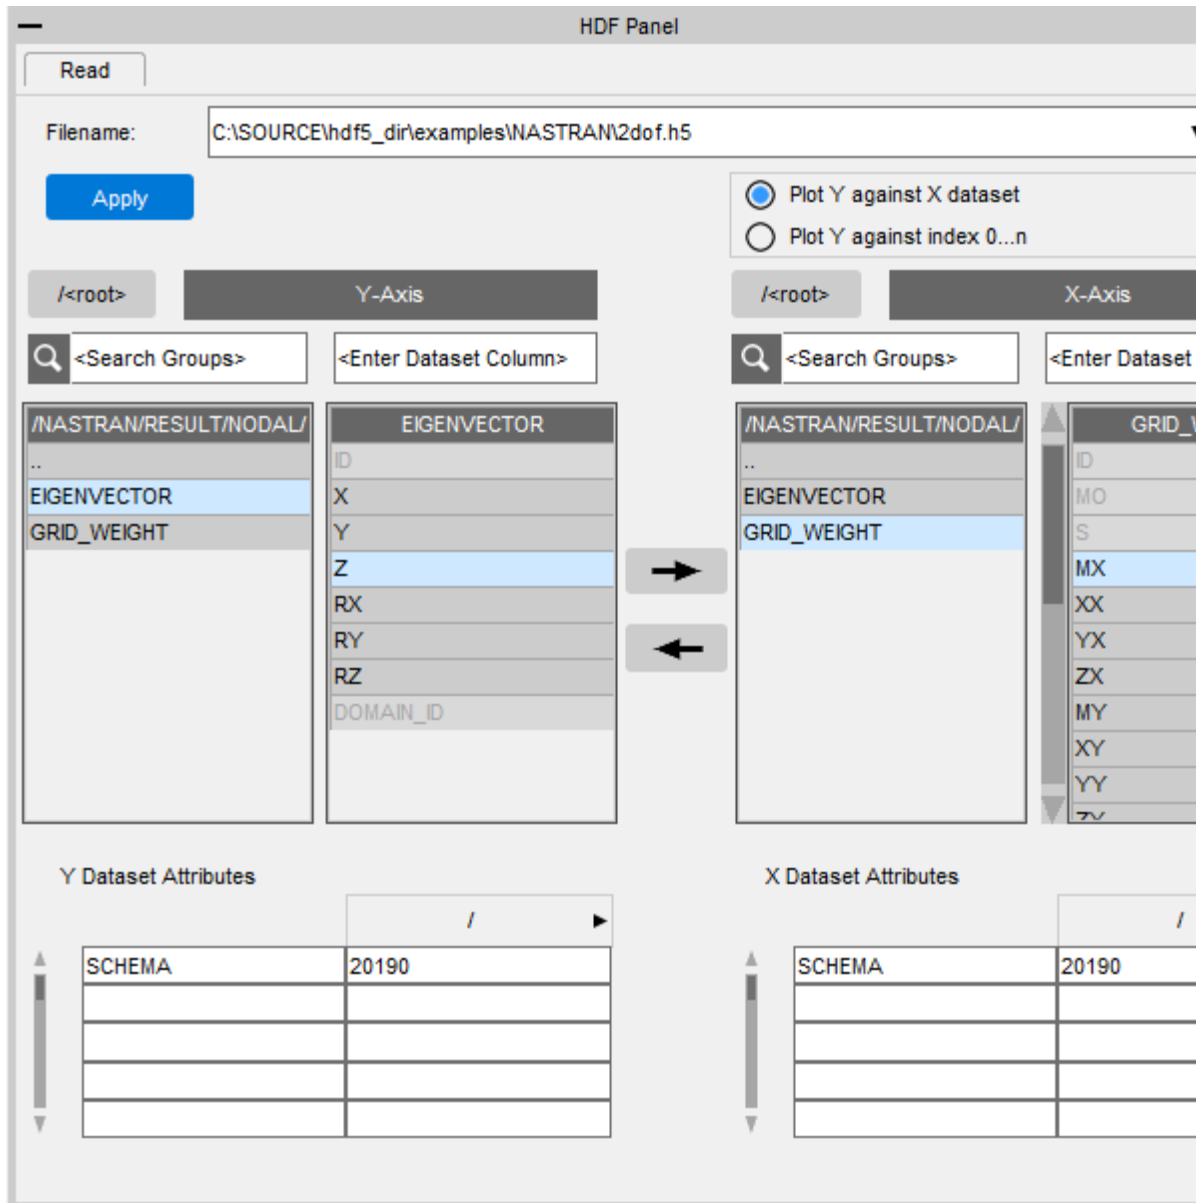 HDF Panel
Read
Filename: C:\SOURCE\hdf5_dir\examples\NASTRAN\2dof.h5
Apply
Plot Y against X dataset
Plot Y against index 0...n
/<root>
Y-Axis
<Search Groups>
<Enter Dataset Column>
/NASTRAN/RESULT/NODAL/
..
EIGENVECTOR
GRID_WEIGHT
EIGENVECTOR
ID
X
Y
Z
RX
RY
RZ
DOMAIN_ID
/<root>
X-Axis
<Search Groups>
<Enter Dataset
/NASTRAN/RESULT/NODAL/
..
EIGENVECTOR
GRID_WEIGHT
ID
MO
S
MX
XX
YX
ZX
MY
XY
YY
Y Dataset Attributes
/
SCHEMA 20190
X Dataset Attributes
/
SCHEMA 20190